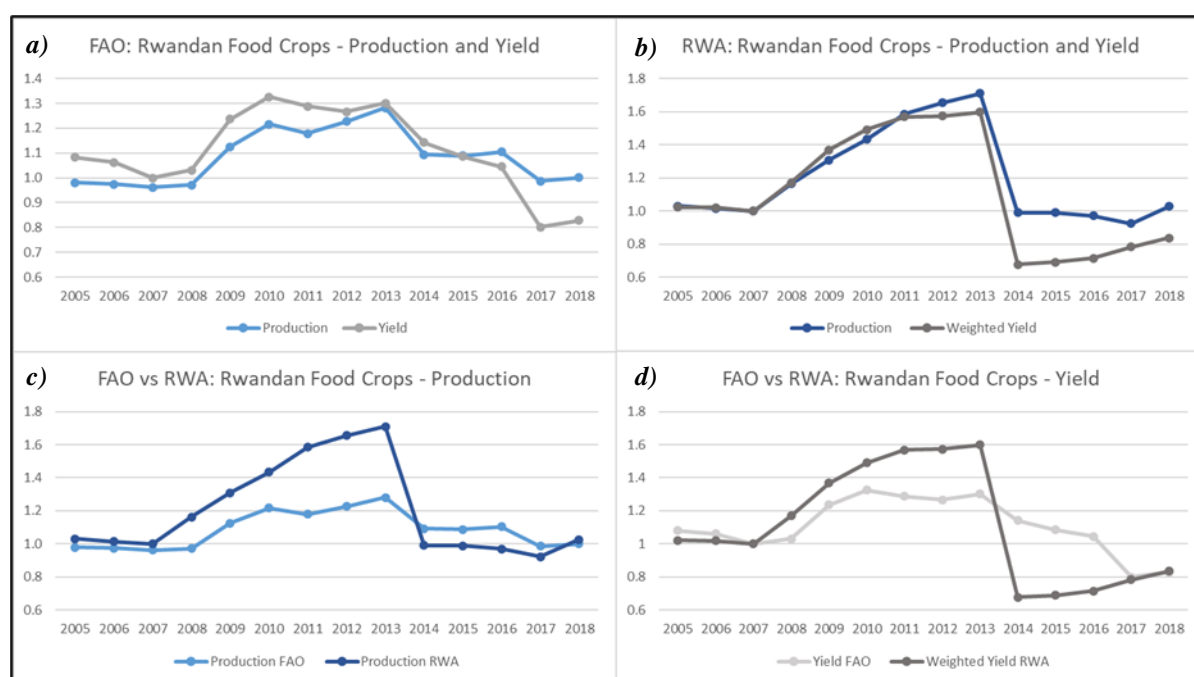 a) FAO: Rwandan Food Crops - Production and Yield
1.4
1.3
1.2
1.1
1.0
0.9
0.8
0.7
0.6
2005 2006 2007 2008 2009 2010 2011 2012 2013 2014 2015 2016 2017 2018
Production Yield
b) RWA: Rwandan Food Crops - Production and Yield
1.8
1.6
1.4
1.2
1.0
0.8
0.6
2005 2006 2007 2008 2009 2010 2011 2012 2013 2014 2015 2016 2017 2018
Production Weighted Yield
c) FAO vs RWA: Rwandan Food Crops - Production
1.8
1.6
1.4
1.2
1.0
0.8
0.6
2005 2006 2007 2008 2009 2010 2011 2012 2013 2014 2015 2016 2017 2018
Production FAO Production RWA
d) FAO vs RWA: Rwandan Food Crops - Yield
1.8
1.6
1.4
1.2
1
0.8
0.6
2005 2006 2007 2008 2009 2010 2011 2012 2013 2014 2015 2016 2017 2018
Yield FAO Weighted Yield RWA